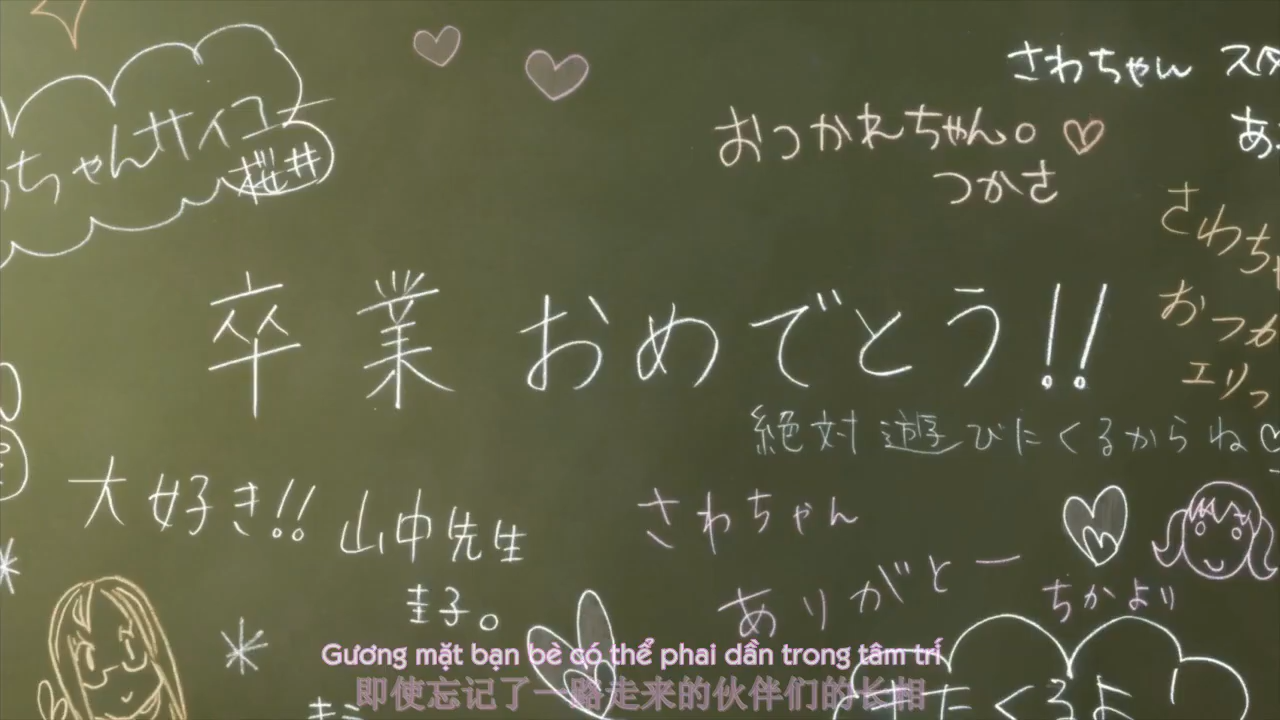 さわちゃん
おつかれちゃん。
つかさ
ちゃんサイコー
桜井
さわち
おつか
エリ
卒業おめでとう!!
絶対遊びにくるからね
大好き!! 山中先生
圭子。
さわちゃん
ありがとー
ちかより
Gương mặt bạn bè có thể phai dần trong tâm trí
即使忘记了一路走来的伙伴们的长相
またくるよ!